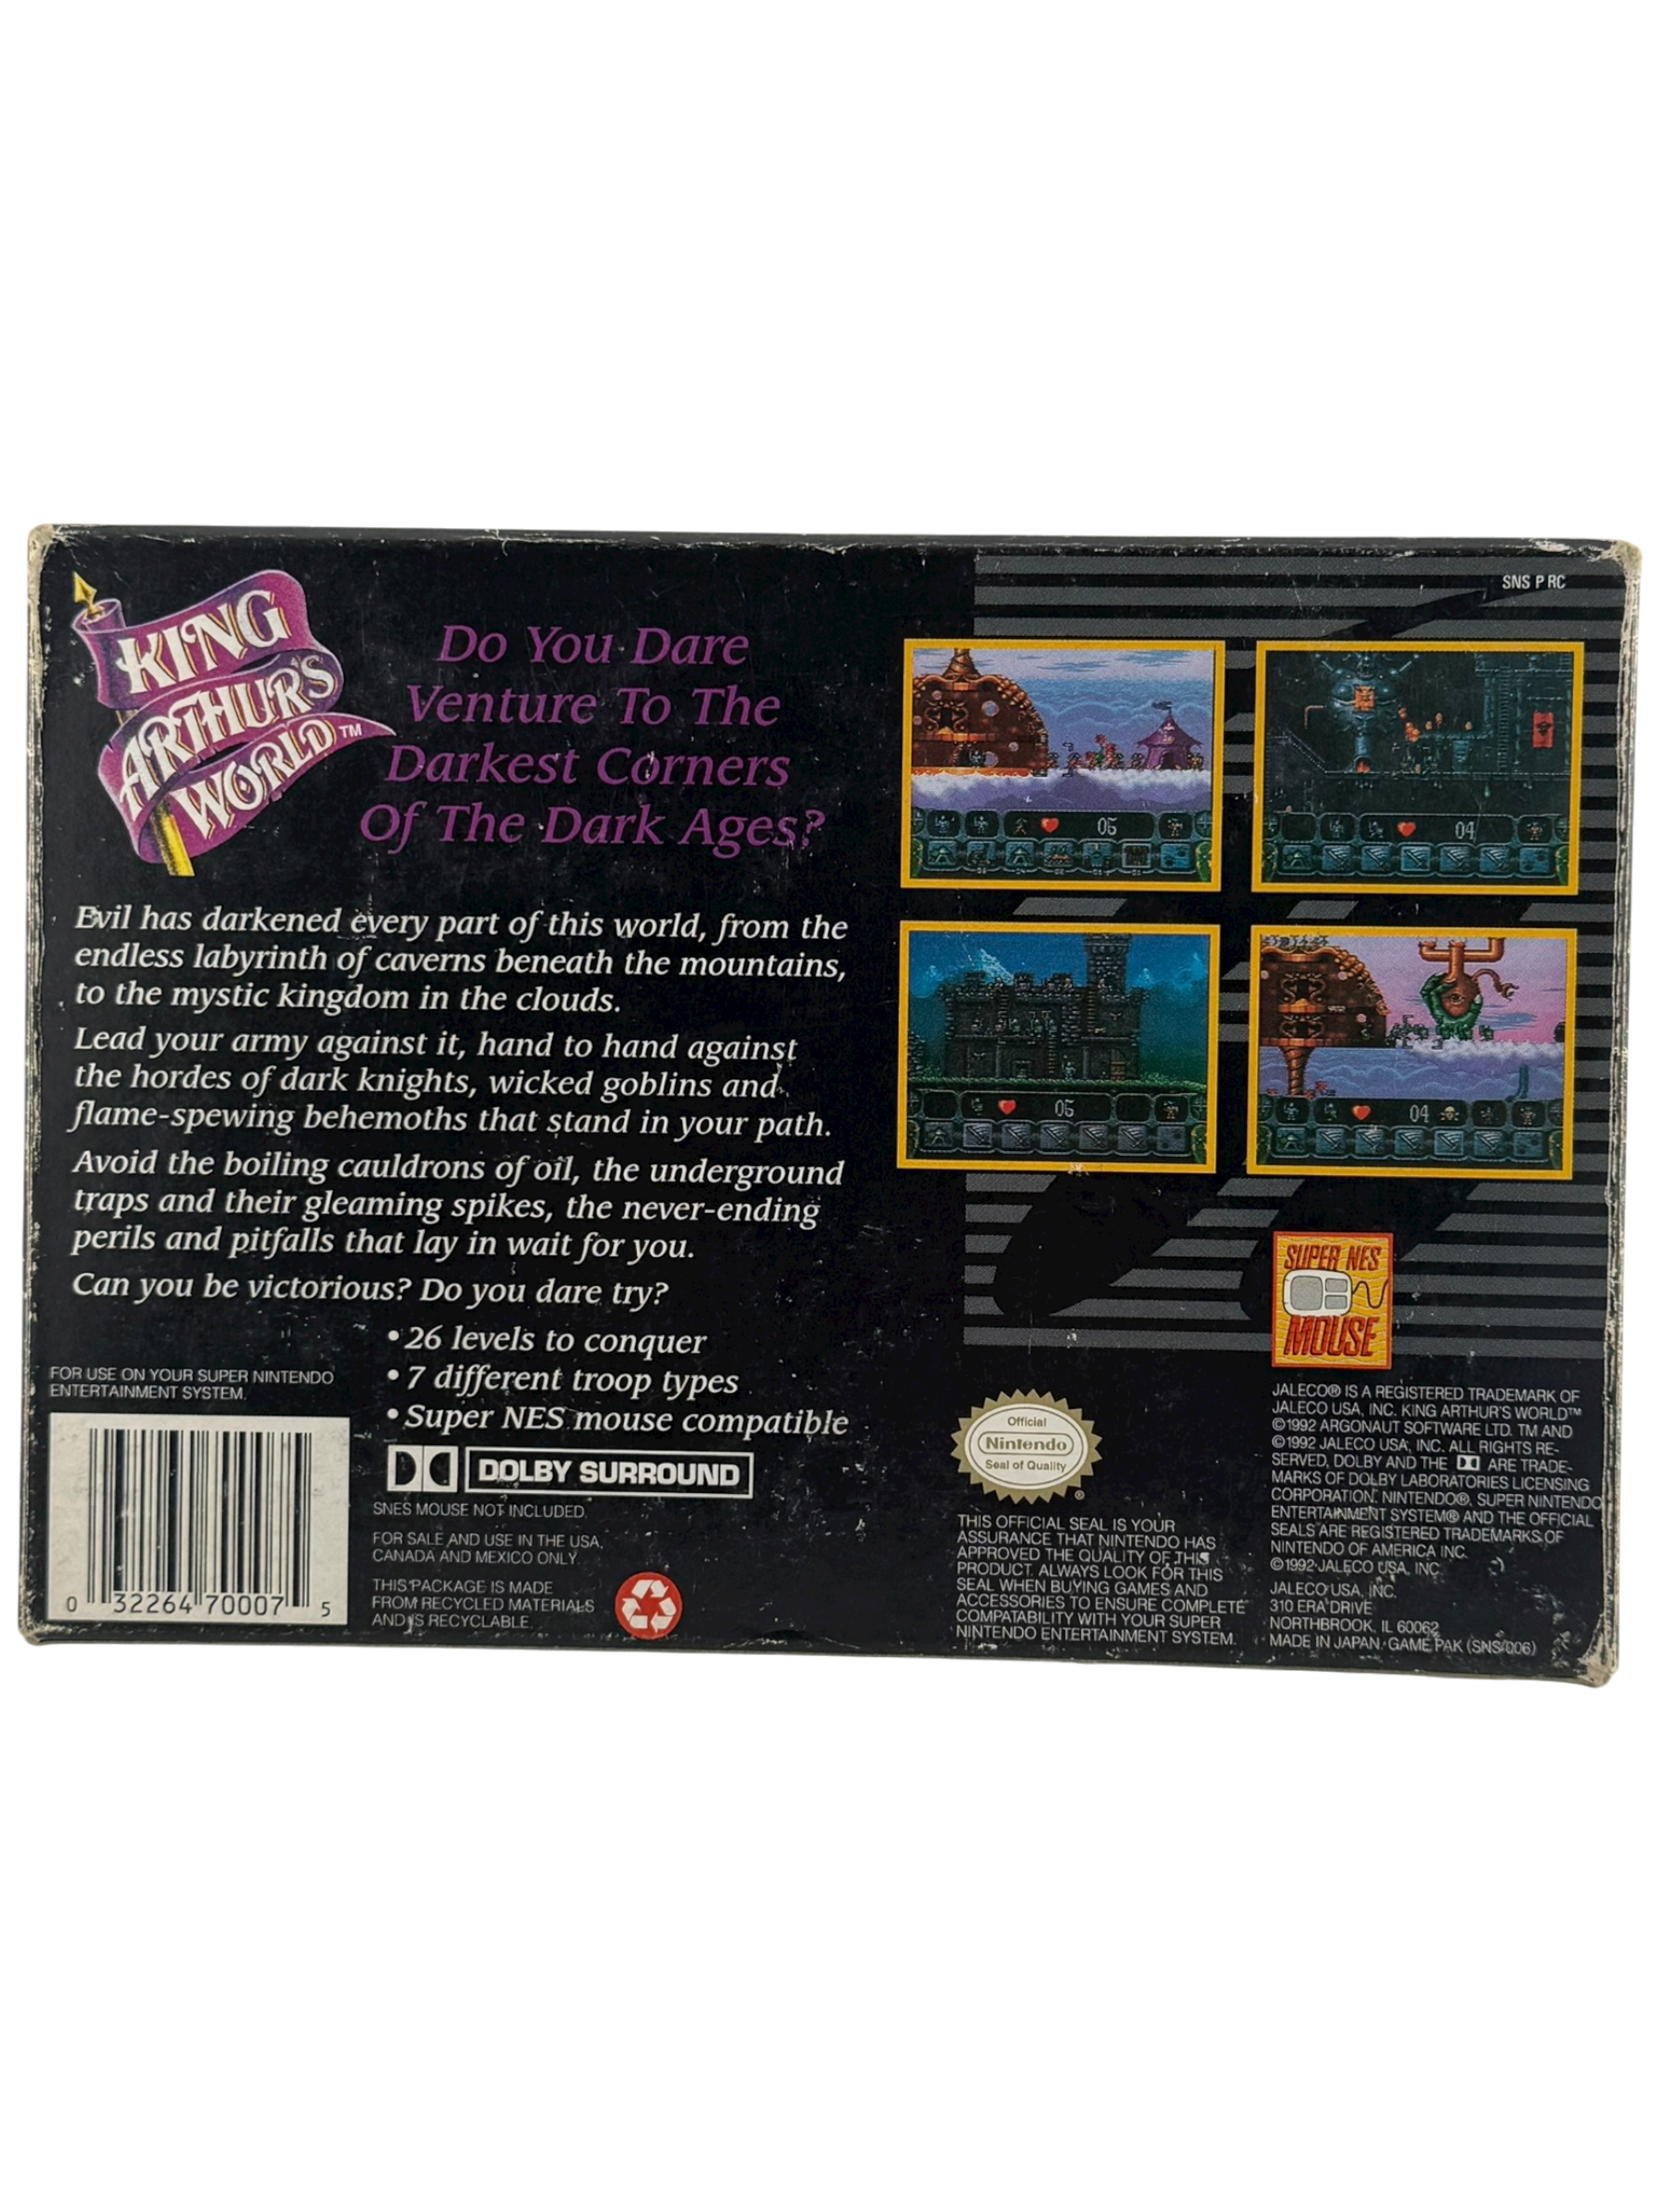 KING
ARTHUR'S
WORLD™
Do You Dare
Venture To The
Darkest Corners
Of The Dark Ages?
Evil has darkened every part of this world, from the
endless labyrinth of caverns beneath the mountains,
to the mystic kingdom in the clouds.
Lead your army against it, hand to hand against
the hordes of dark knights, wicked goblins and
flame-spewing behemoths that stand in your path.
Avoid the boiling cauldrons of oil, the underground
traps and their gleaming spikes, the never-ending
perils and pitfalls that lay in wait for you.
Can you be victorious? Do you dare try?
• 26 levels to conquer
• 7 different troop types
• Super NES mouse compatible
DOLBY SURROUND
SNES MOUSE NOT INCLUDED.
FOR SALE AND USE IN THE USA,
CANADA AND MEXICO ONLY.
THIS PACKAGE IS MADE
FROM RECYCLED MATERIALS
AND IS RECYCLABLE.
FOR USE ON YOUR SUPER NINTENDO
ENTERTAINMENT SYSTEM.
0 32264 70007 5
SNS P RC
05
04
05
04
SUPER NES
MOUSE
Official
Nintendo
Seal of Quality
®
THIS OFFICIAL SEAL IS YOUR
ASSURANCE THAT NINTENDO HAS
APPROVED THE QUALITY OF THIS
PRODUCT. ALWAYS LOOK FOR THIS
SEAL WHEN BUYING GAMES AND
ACCESSORIES TO ENSURE COMPLETE
COMPATABILITY WITH YOUR SUPER
NINTENDO ENTERTAINMENT SYSTEM.
JALECO® IS A REGISTERED TRADEMARK OF
JALECO USA, INC. KING ARTHUR'S WORLD™
©1992 ARGONAUT SOFTWARE LTD. TM AND
©1992 JALECO USA, INC. ALL RIGHTS RE-
SERVED, DOLBY AND THE ARE TRADE-
MARKS OF DOLBY LABORATORIES LICENSING
CORPORATION. NINTENDO®, SUPER NINTENDO
ENTERTAINMENT SYSTEM® AND THE OFFICIAL
SEALS ARE REGISTERED TRADEMARKS OF
NINTENDO OF AMERICA INC.
©1992 JALECO USA, INC
JALECO USA, INC.
310 ERA DRIVE
NORTHBROOK, IL 60062
MADE IN JAPAN. GAME PAK (SNS-006)